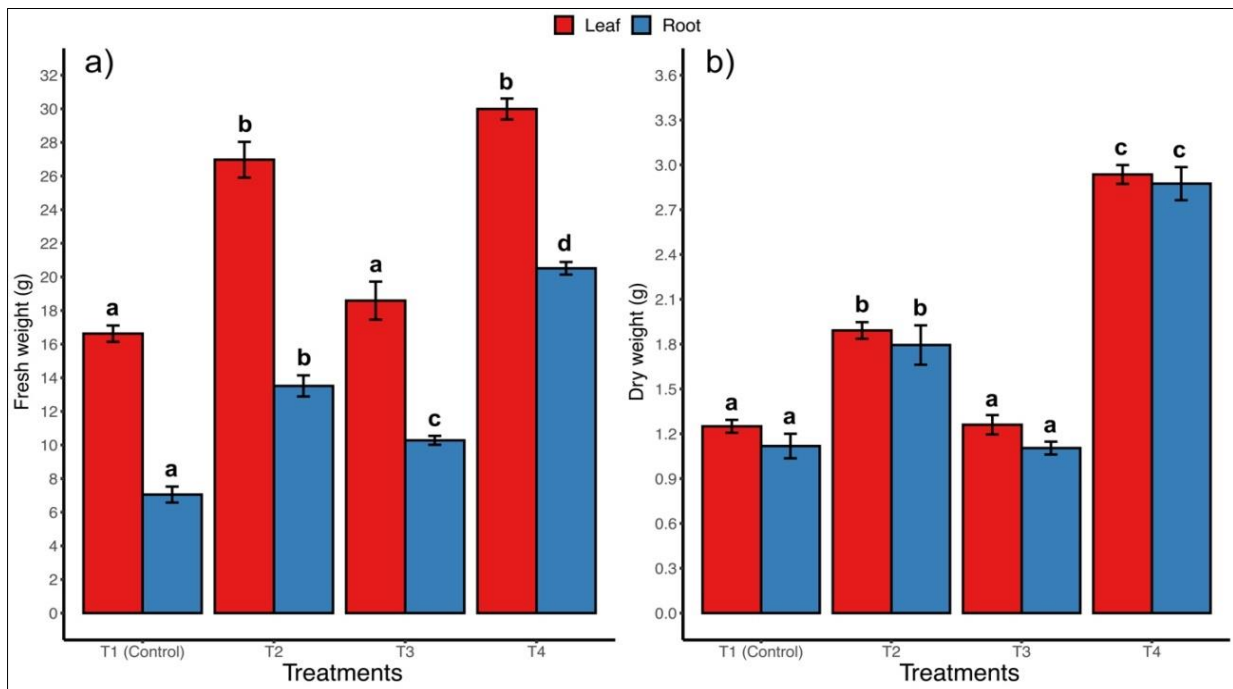 Leaf Root
a)
Fresh weight (g)
32
30
28
26
24
22
20
18
16
14
12
10
8
6
4
2
0
a a
b b
a c
b d
T1 (Control) T2 T3 T4
Treatments
b)
Dry weight (g)
3.6
3.3
3.0
2.7
2.4
2.1
1.8
1.5
1.2
0.9
0.6
0.3
0.0
a a
b b
a a
c c
T1 (Control) T2 T3 T4
Treatments